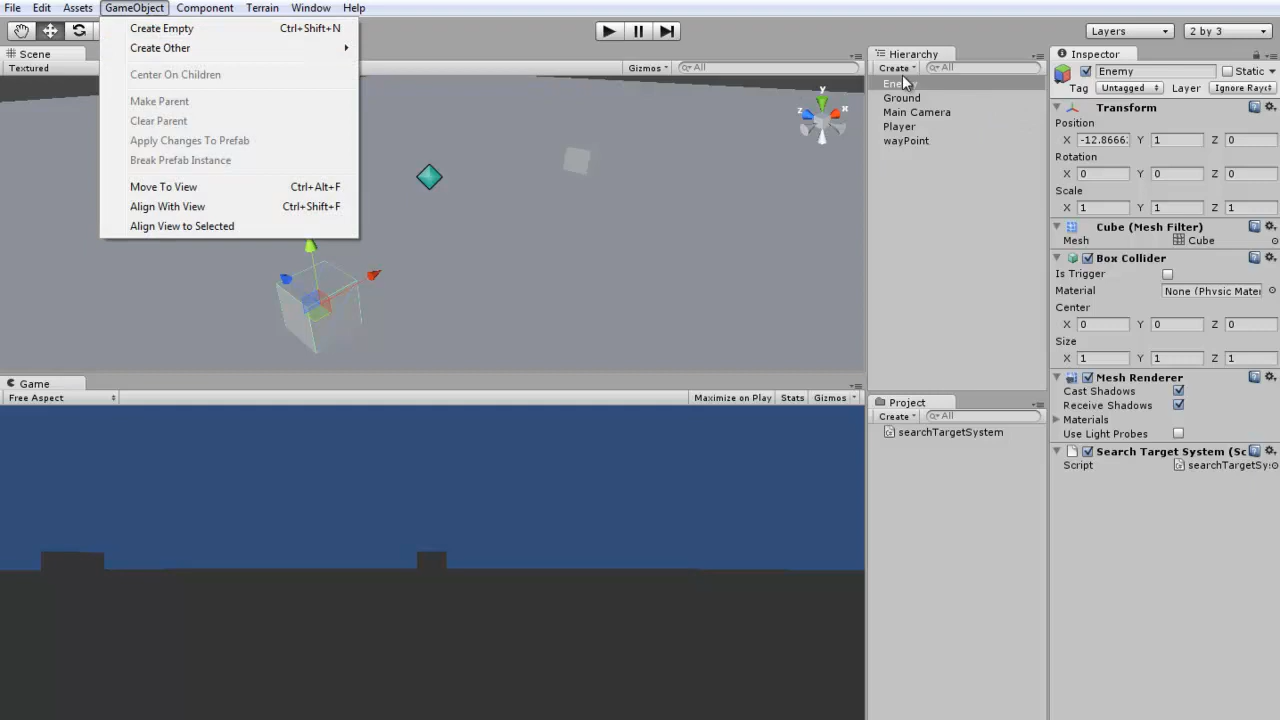 File Edit Assets GameObject Component Terrain Window Help
Layers 2 by 3
Create Empty Ctrl+Shift+N
Create Other
Center On Children
Make Parent
Clear Parent
Apply Changes To Prefab
Break Prefab Instance
Move To View Ctrl+Alt+F
Align With View Ctrl+Shift+F
Align View to Selected
Scene
Textured
Gizmos All
y
z x
Game
Free Aspect Maximize on Play Stats Gizmos
Hierarchy
Create All
Ground
Main Camera
Player
wayPoint
Project
Create All
searchTargetSystem
Inspector
Enemy Static
Tag Untagged Layer Ignore Rayc
Transform
Position
X -12.8666 Y 1 Z 0
Rotation
X 0 Y 0 Z 0
Scale
X 1 Y 1 Z 1
Cube (Mesh Filter)
Mesh Cube
Box Collider
Is Trigger
Material None (Physic Mater
Center
X 0 Y 0 Z 0
Size
X 1 Y 1 Z 1
Mesh Renderer
Cast Shadows
Receive Shadows
Materials
Use Light Probes
Search Target System (Sc
Script searchTargetSy